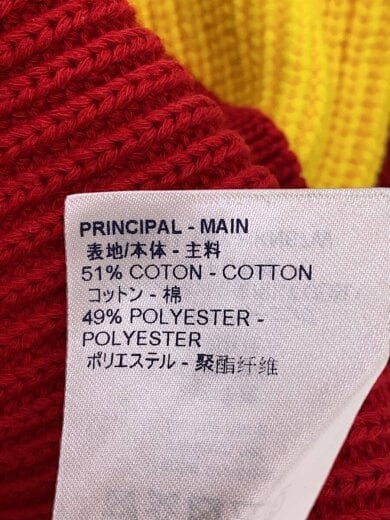 PRINCIPAL - MAIN
表地/本体 - 主料
51% COTON - COTTON
コットン - 棉
49% POLYESTER -
POLYESTER
ポリエステル - 聚酯纤维